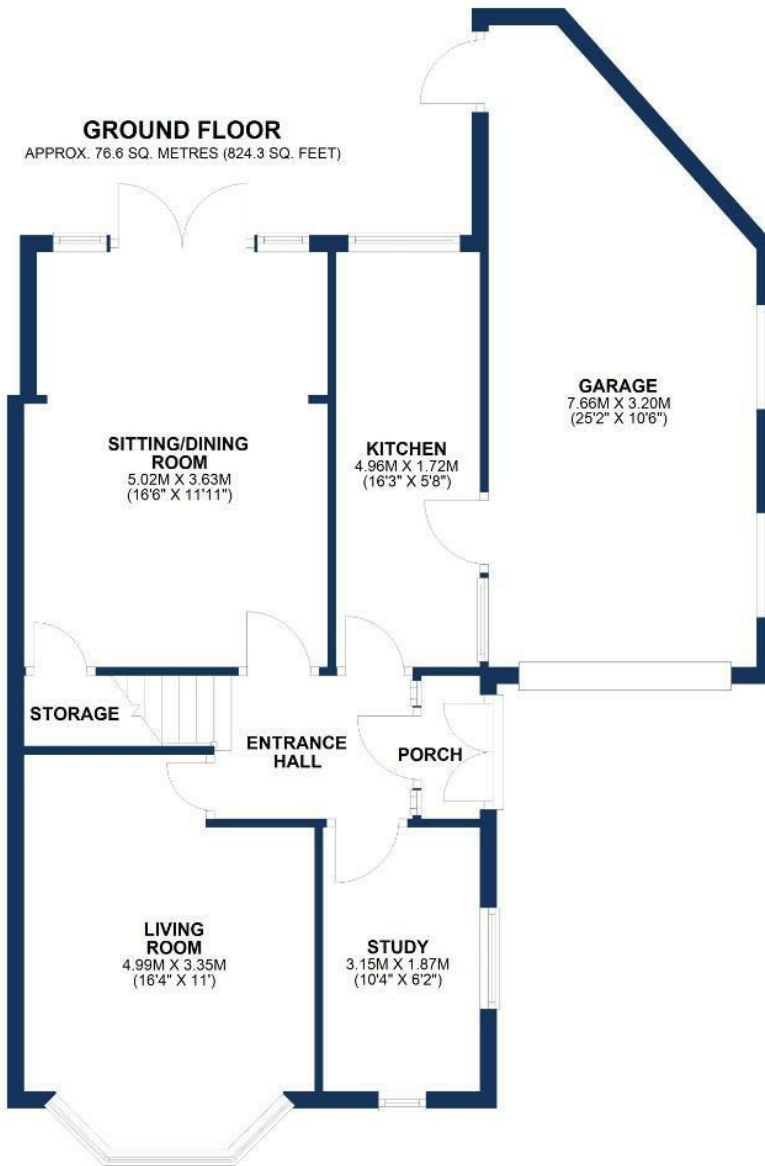 GROUND FLOOR
APPROX. 76.6 SQ. METRES (824.3 SQ. FEET)
GARAGE
7.66M X 3.20M
(25'2" X 10'6")
SITTING/DINING
ROOM
5.02M X 3.63M
(16'6" X 11'11")
KITCHEN
4.96M X 1.72M
(16'3" X 5'8")
STORAGE
ENTRANCE
HALL
PORCH
LIVING
ROOM
4.99M X 3.35M
(16'4" X 11')
STUDY
3.15M X 1.87M
(10'4" X 6'2")